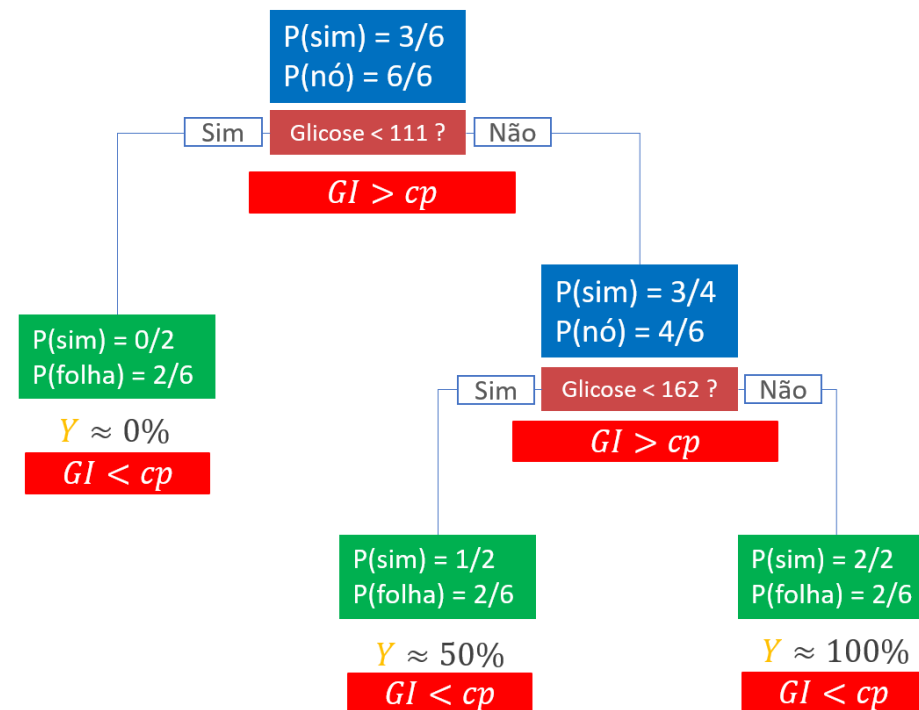 P(sim) = 3/6
P(nó) = 6/6
Sim
Glicose < 111 ?
Não
GI > cp
P(sim) = 3/4
P(nó) = 4/6
P(sim) = 0/2
P(folha) = 2/6
Sim
Glicose < 162 ?
Não
Y ≈ 0%
GI > cp
GI < cp
P(sim) = 1/2
P(folha) = 2/6
P(sim) = 2/2
P(folha) = 2/6
Y ≈ 50%
Y ≈ 100%
GI < cp
GI < cp